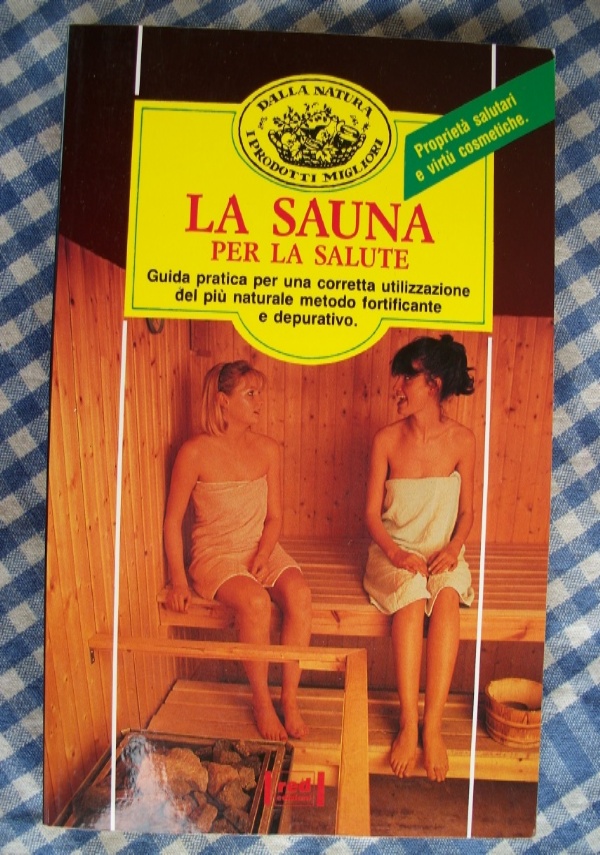 DALLA NATURA
I PRODOTTI MIGLIORI
Proprietà salutari
e virtù cosmetiche.
LA SAUNA
PER LA SALUTE
Guida pratica per una corretta utilizzazione
del più naturale metodo fortificante
e depurativo.
red